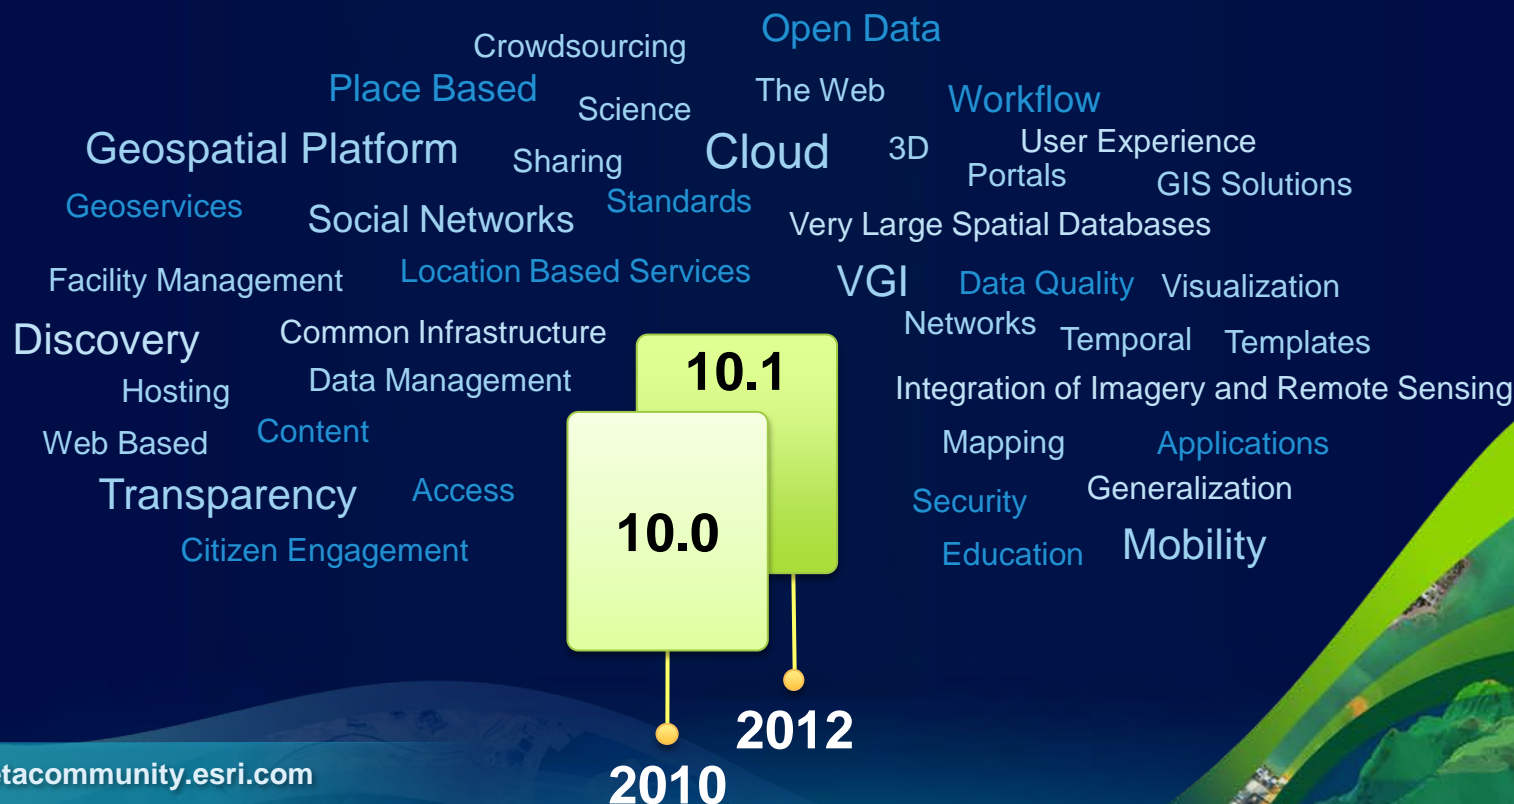 Open Data
Crowdsourcing
Place Based
The Web
Science
Workflow
Geospatial Platform
Sharing
Cloud
3D
User Experience
Portals
GIS Solutions
Geoservices
Social Networks
Standards
Very Large Spatial Databases
Facility Management
Location Based Services
VGI
Data Quality
Visualization
Discovery
Common Infrastructure
Networks
Temporal
Templates
Hosting
Data Management
10.1
Integration of Imagery and Remote Sensing
Web Based
Content
Mapping
Applications
Transparency
Access
10.0
Security
Generalization
Citizen Engagement
Education
Mobility
2012
2010
tacommunity.esri.com